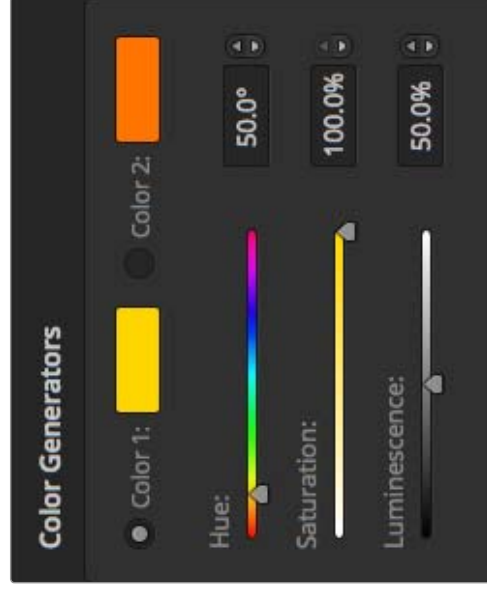 Color Generators
Color 1: Color 2:
Hue: 50.0°
Saturation: 100.0%
Luminescence: 50.0%